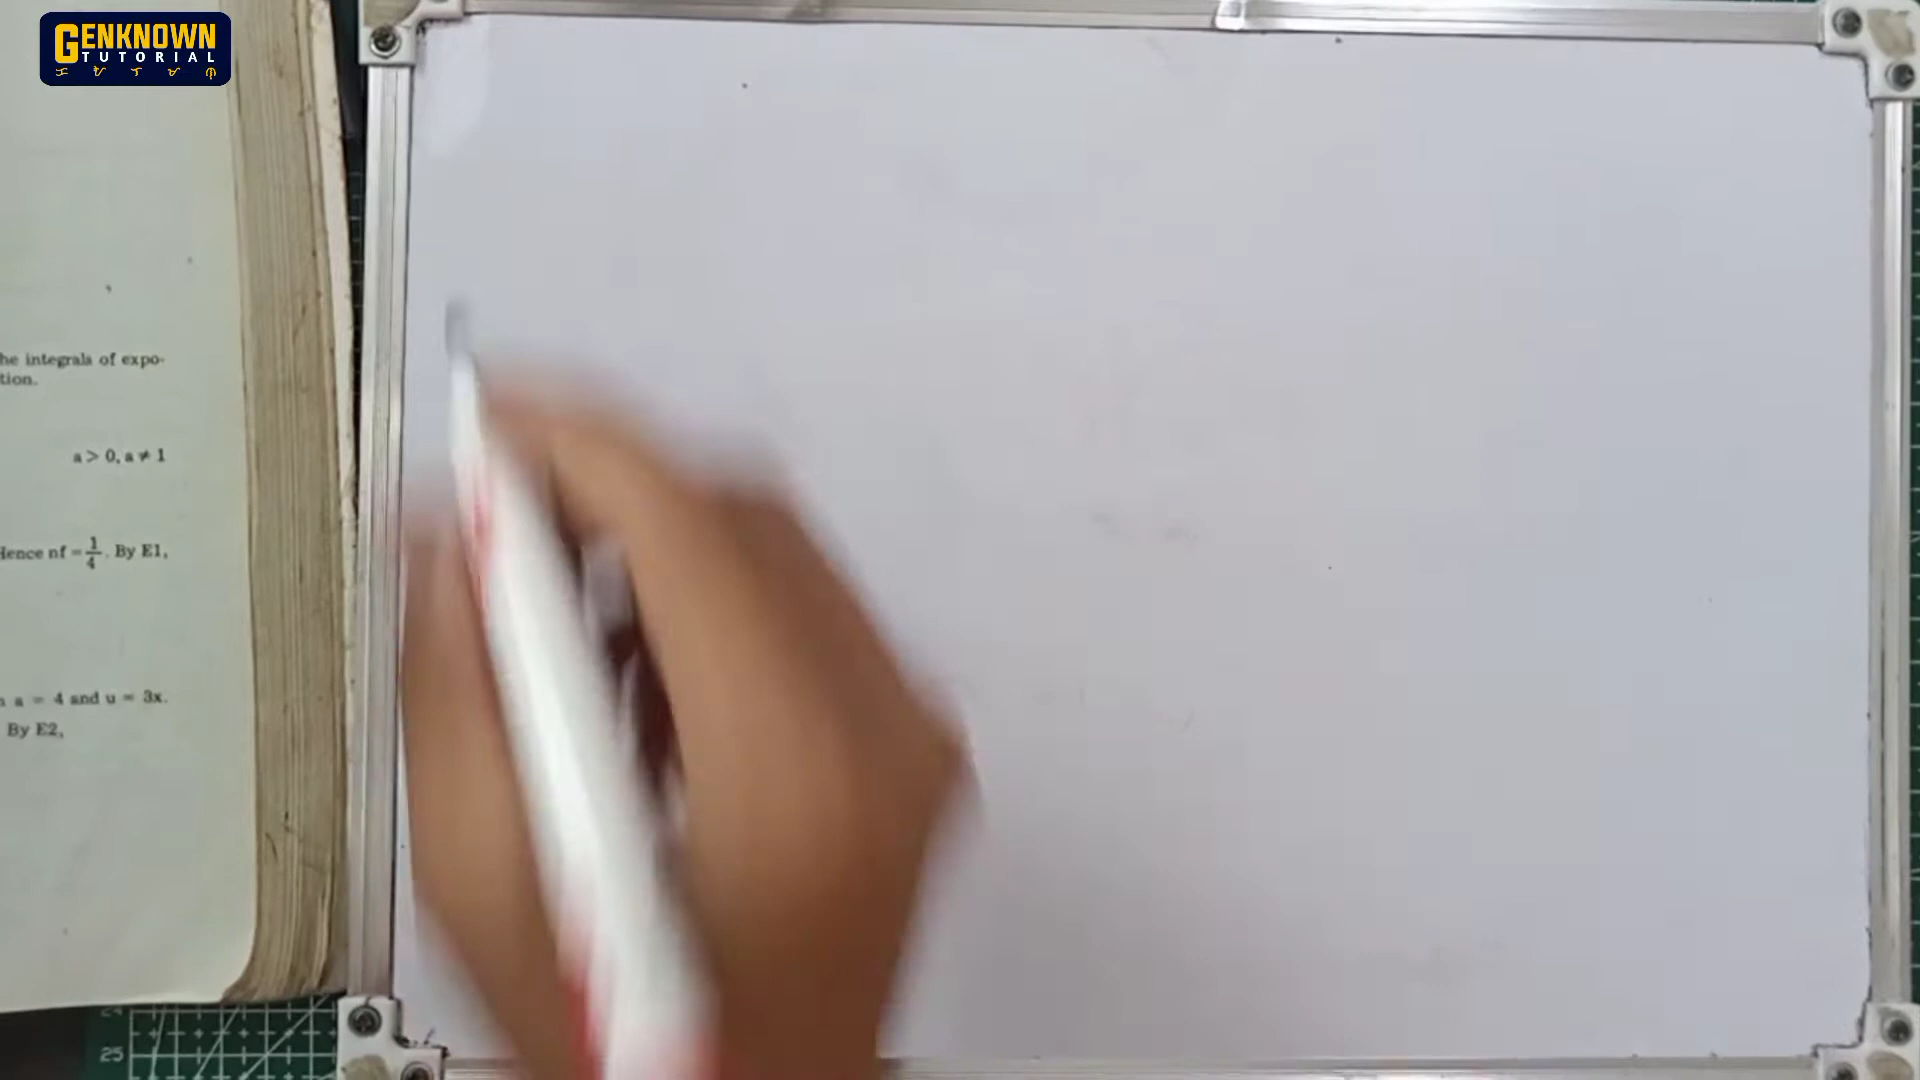 GENKNOWN
TUTORIAL
he integrals of expo-
tion.
a > 0, a ≠ 1
Hence nf = 1/4 . By E1,
a = 4 and u = 3x.
By E2,
25